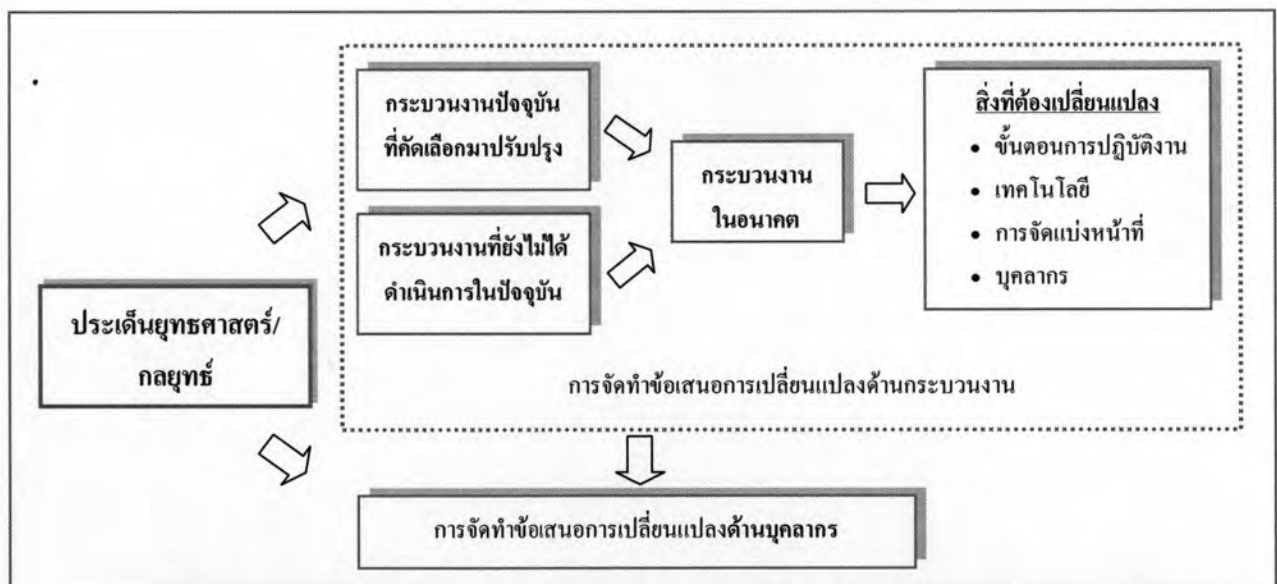 ประเด็นยุทธศาสตร์/
กลยุทธ์
กระบวนงานปัจจุบัน
ที่คัดเลือกมาปรับปรุง
กระบวนงานที่ยังไม่ได้
ดำเนินการในปัจจุบัน
กระบวนงาน
ในอนาคต
สิ่งที่ต้องเปลี่ยนแปลง
• ขั้นตอนการปฏิบัติงาน
• เทคโนโลยี
• การจัดแบ่งหน้าที่
• บุคลากร
การจัดทำข้อเสนอการเปลี่ยนแปลงด้านกระบวนงาน
การจัดทำข้อเสนอการเปลี่ยนแปลงด้านบุคลากร